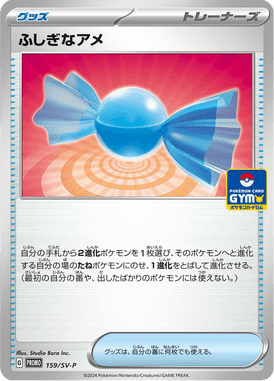 グッズ
トレーナーズ
ふしぎなアメ
POKÉMON CARD
GYM
ポケモンカードジム
自分の手札から2進化ポケモンを1枚選び、そのポケモンへと進化
する自分の場のたねポケモンにのせ、1進化をとばして進化させる。
(最初の自分の番や、出したばかりのポケモンには使えない。)
Illus. Studio Bora Inc.
PROMO 159/SV-P
©2024 Pokémon/Nintendo/Creatures/GAME FREAK.
グッズは、自分の番に何枚でも使える。